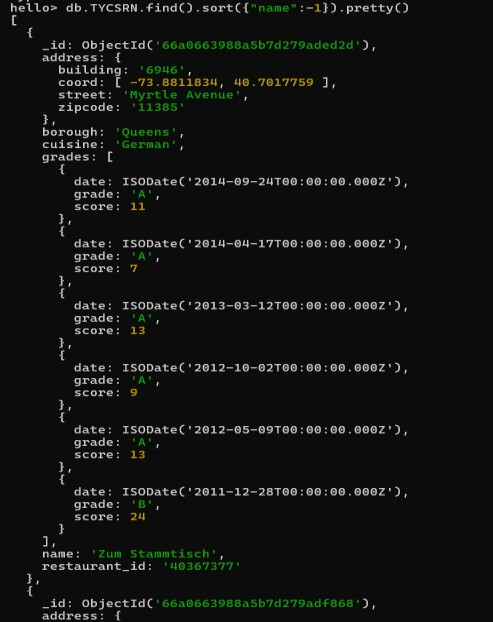 hello> db.TYCSRN.find().sort({"name":-1}).pretty()
[
  {
    _id: ObjectId('66a0663988a5b7d279aded2d'),
    address: {
      building: '6946',
      coord: [ -73.8811834, 40.7017759 ],
      street: 'Myrtle Avenue',
      zipcode: '11385'
    },
    borough: 'Queens',
    cuisine: 'German',
    grades: [
      {
        date: ISODate('2014-09-24T00:00:00.000Z'),
        grade: 'A',
        score: 11
      },
      {
        date: ISODate('2014-04-17T00:00:00.000Z'),
        grade: 'A',
        score: 7
      },
      {
        date: ISODate('2013-03-12T00:00:00.000Z'),
        grade: 'A',
        score: 13
      },
      {
        date: ISODate('2012-10-02T00:00:00.000Z'),
        grade: 'A',
        score: 9
      },
      {
        date: ISODate('2012-05-09T00:00:00.000Z'),
        grade: 'A',
        score: 13
      },
      {
        date: ISODate('2011-12-28T00:00:00.000Z'),
        grade: 'B',
        score: 24
      }
    ],
    name: 'Zum Stammtisch',
    restaurant_id: '40367377'
  },
  {
    _id: ObjectId('66a0663988a5b7d279adf868'),
    address: {